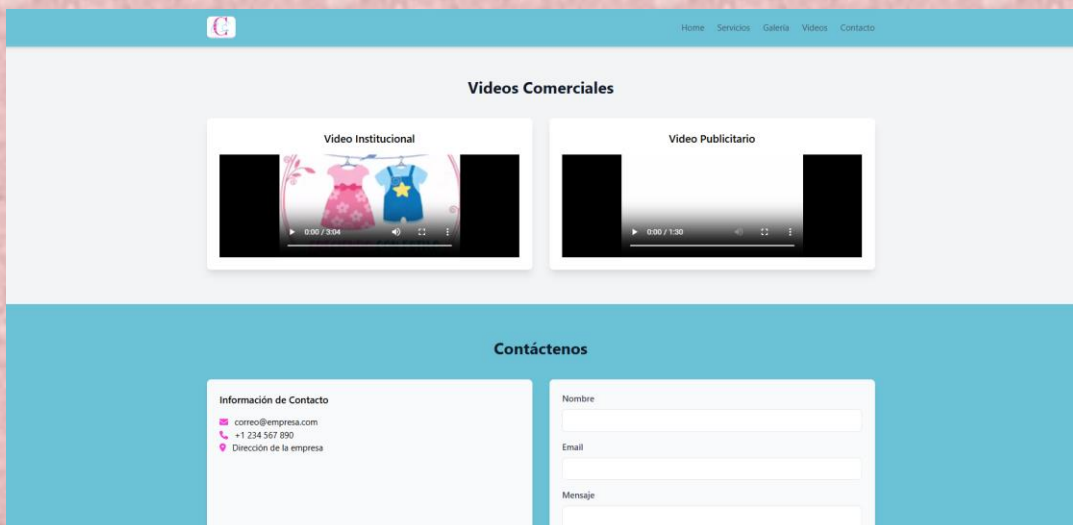 C
Home Servicios Galería Videos Contacto
Videos Comerciales
Video Institucional
Video Publicitario
0:00 / 3:04
0:00 / 1:30
Contáctenos
Información de Contacto
correo@empresa.com
+1 234 567 890
Dirección de la empresa
Nombre
Email
Mensaje